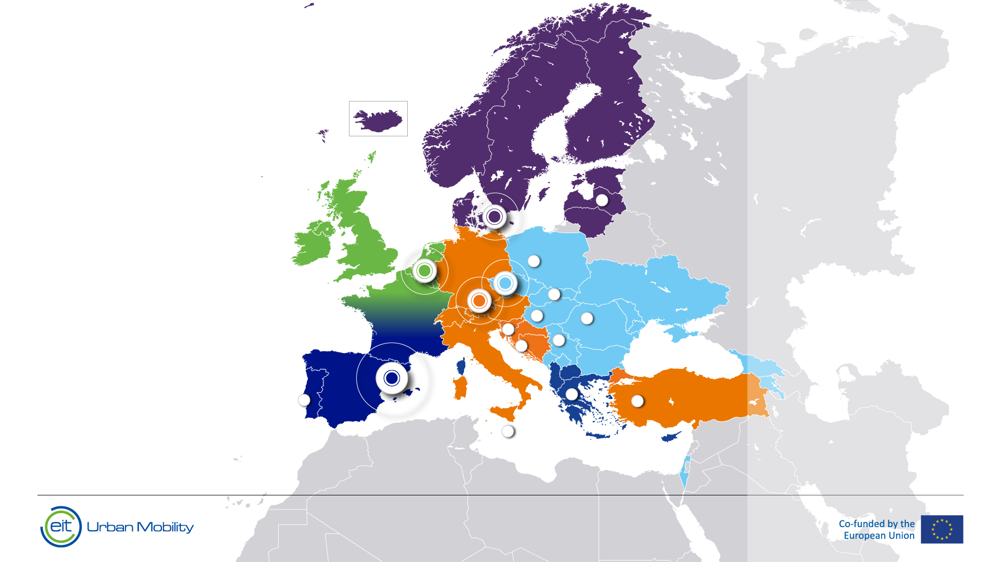 eit Urban Mobility
Co-funded by the
European Union